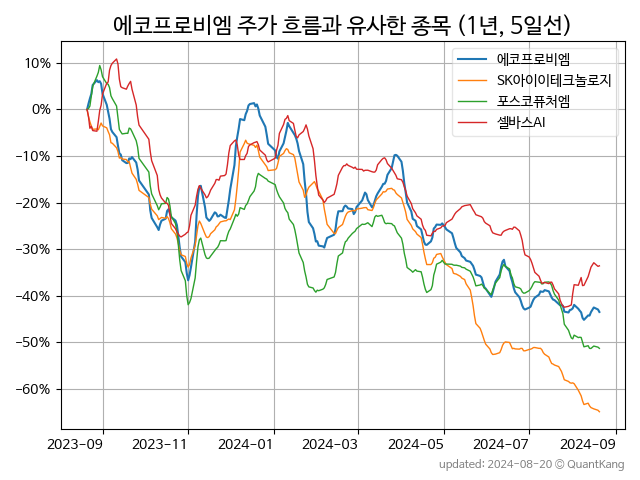 에코프로비엠 주가 흐름과 유사한 종목 (1년, 5일선)
에코프로비엠
SK아이이테크놀로지
포스코퓨처엠
셀바스AI
10%
0%
−10%
−20%
−30%
−40%
−50%
−60%
2023−09
2023−11
2024−01
2024−03
2024−05
2024−07
2024−09
updated: 2024-08-20 © QuantKang